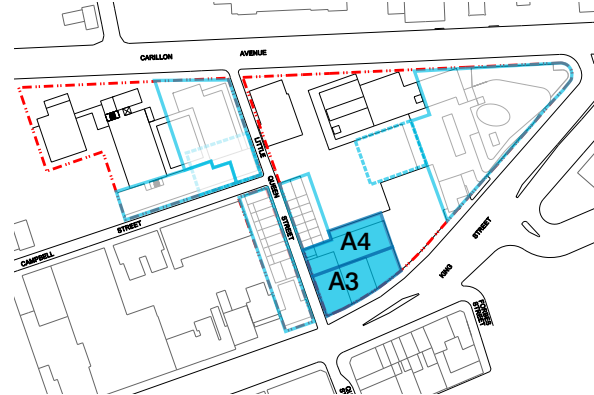 CARILLON AVENUE
LITTLE
QUEEN
STREET
A4
A3
STREET
CAMPBELL
STREET
KING
FORBES
STREET